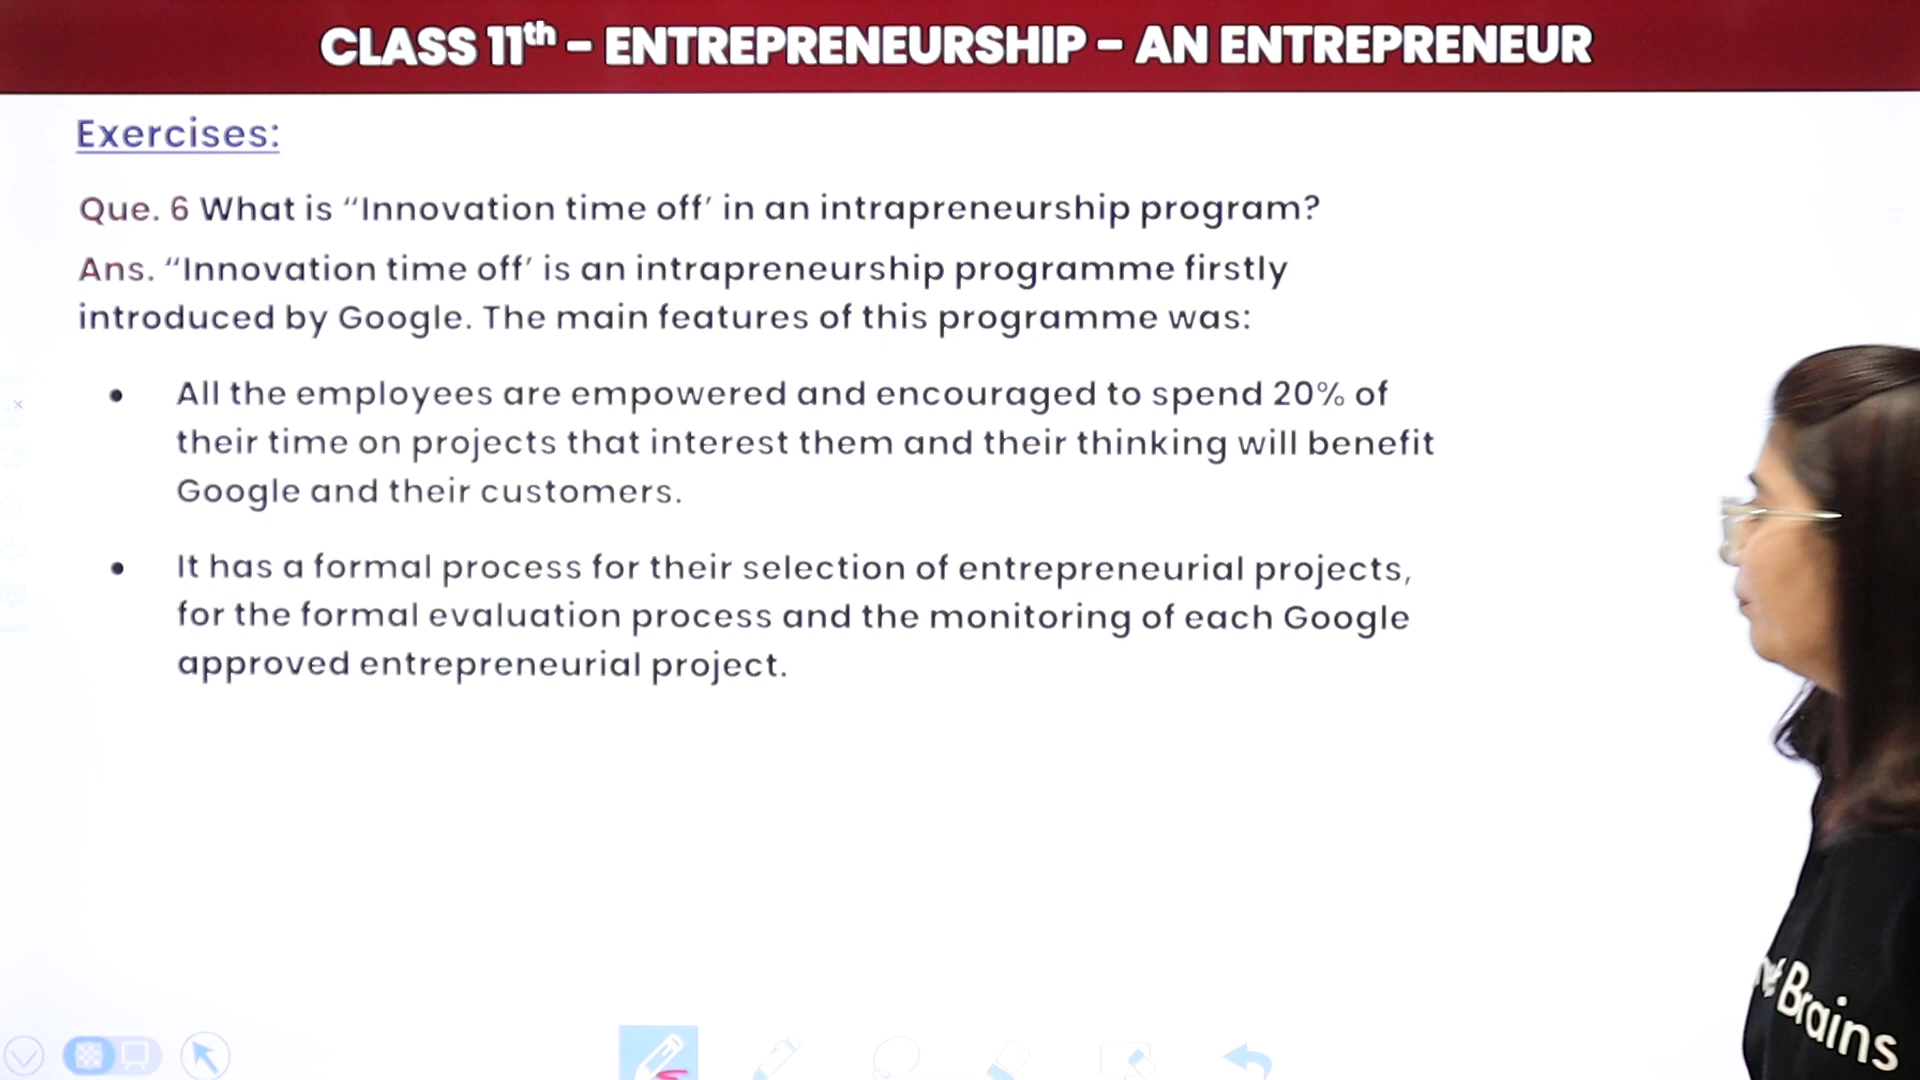 CLASS 11th – ENTREPRENEURSHIP – AN ENTREPRENEUR
Exercises:
Que. 6 What is “Innovation time off’ in an intrapreneurship program?
Ans. “Innovation time off’ is an intrapreneurship programme firstly
introduced by Google. The main features of this programme was:
• All the employees are empowered and encouraged to spend 20% of
their time on projects that interest them and their thinking will benefit
Google and their customers.
• It has a formal process for their selection of entrepreneurial projects,
for the formal evaluation process and the monitoring of each Google
approved entrepreneurial project.
Brains